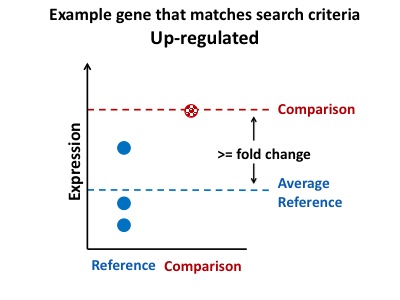 Example gene that matches search criteria
Up-regulated
Comparison
>= fold change
Expression
Average
Reference
Reference Comparison